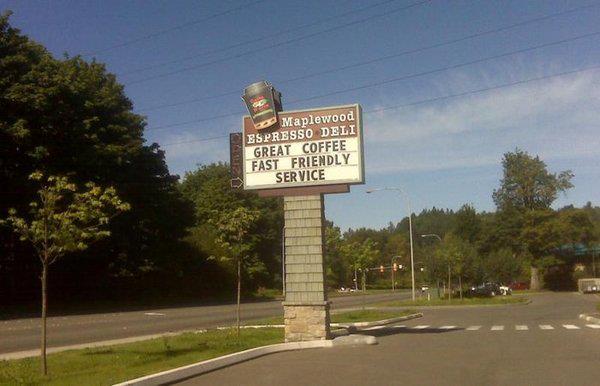 Maplewood
ESPRESSO DELI
GREAT COFFEE
FAST FRIENDLY
SERVICE